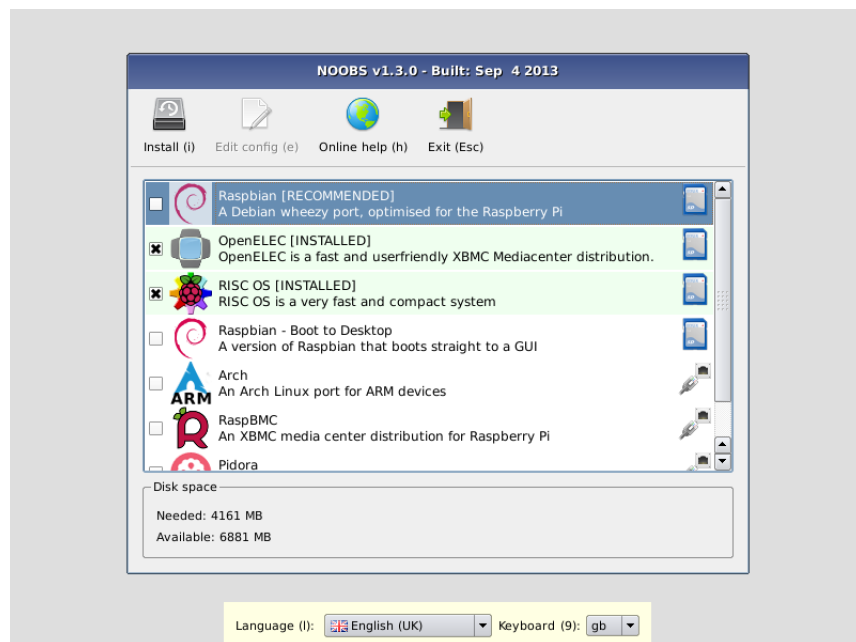 NOOBS v1.3.0 - Built: Sep  4 2013
Install (i)
Edit config (e)
Online help (h)
Exit (Esc)
Raspbian [RECOMMENDED]
A Debian wheezy port, optimised for the Raspberry Pi
OpenELEC [INSTALLED]
OpenELEC is a fast and userfriendly XBMC Mediacenter distribution.
RISC OS [INSTALLED]
RISC OS is a very fast and compact system
Raspbian - Boot to Desktop
A version of Raspbian that boots straight to a GUI
ARM
Arch
An Arch Linux port for ARM devices
RaspBMC
An XBMC media center distribution for Raspberry Pi
Pidora
Disk space
Needed: 4161 MB
Available: 6881 MB
Language (l): English (UK) Keyboard (9): gb